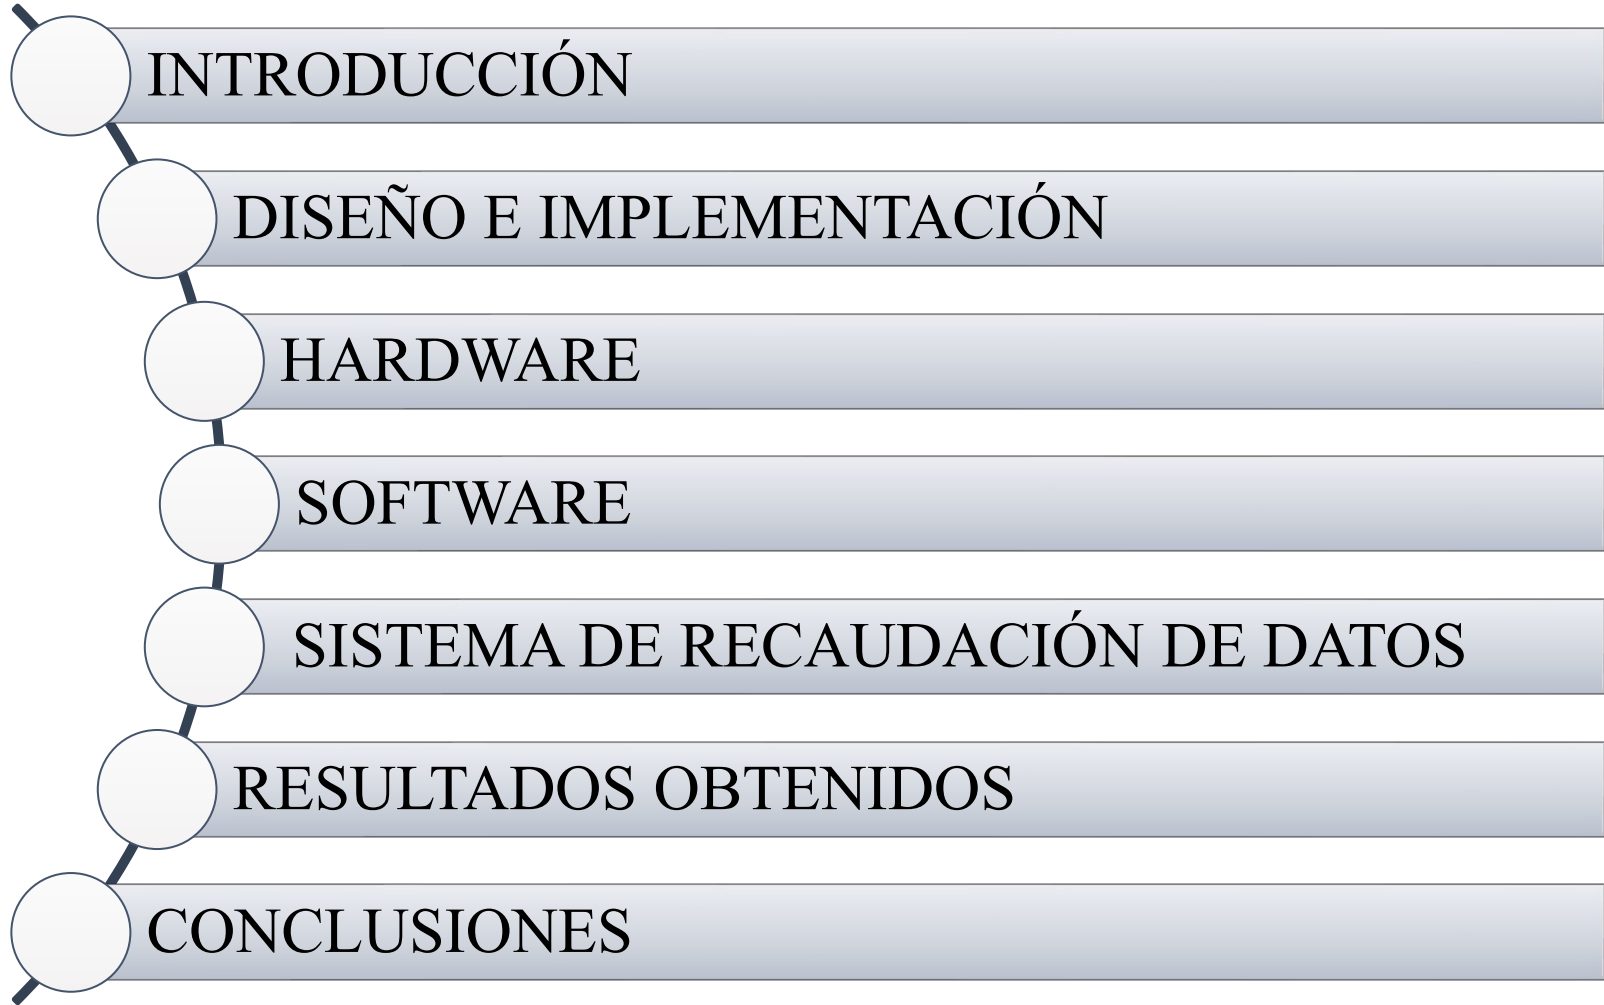 INTRODUCCIÓN
DISEÑO E IMPLEMENTACIÓN
HARDWARE
SOFTWARE
SISTEMA DE RECAUDACIÓN DE DATOS
RESULTADOS OBTENIDOS
CONCLUSIONES